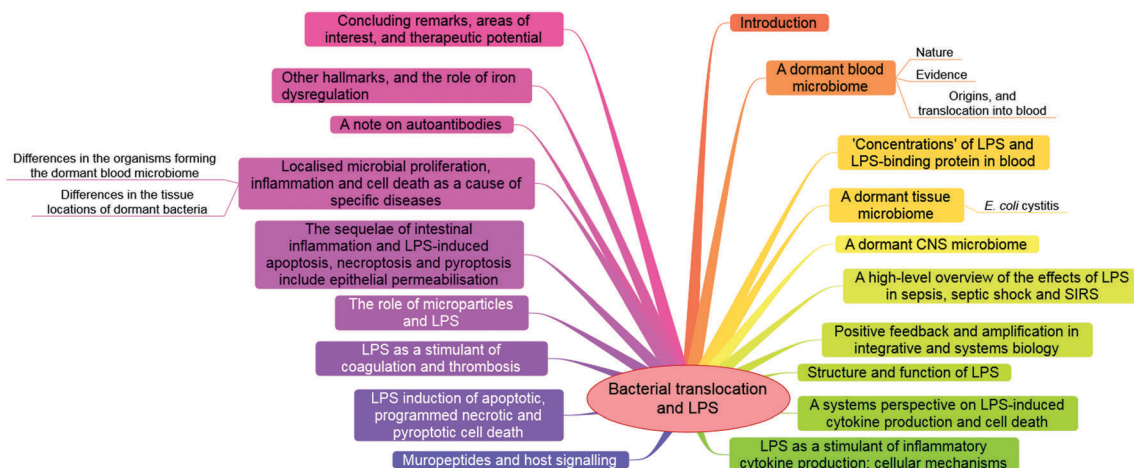 Introduction
A dormant blood
microbiome
Nature
Evidence
Origins, and
translocation into blood
'Concentrations' of LPS and
LPS-binding protein in blood
A dormant tissue
microbiome
E. coli cystitis
A dormant CNS microbiome
A high-level overview of the effects of LPS
in sepsis, septic shock and SIRS
Positive feedback and amplification in
integrative and systems biology
Structure and function of LPS
A systems perspective on LPS-induced
cytokine production and cell death
LPS as a stimulant of inflammatory
cytokine production: cellular mechanisms
Bacterial translocation
and LPS
Muropeptides and host signalling
LPS induction of apoptotic,
programmed necrotic and
pyroptotic cell death
LPS as a stimulant of
coagulation and thrombosis
The role of microparticles
and LPS
The sequelae of intestinal
inflammation and LPS-induced
apoptosis, necroptosis and pyroptosis
include epithelial permeabilisation
Localised microbial proliferation,
inflammation and cell death as a cause of
specific diseases
Differences in the organisms forming
the dormant blood microbiome
Differences in the tissue
locations of dormant bacteria
A note on autoantibodies
Other hallmarks, and the role of iron
dysregulation
Concluding remarks, areas of
interest, and therapeutic potential